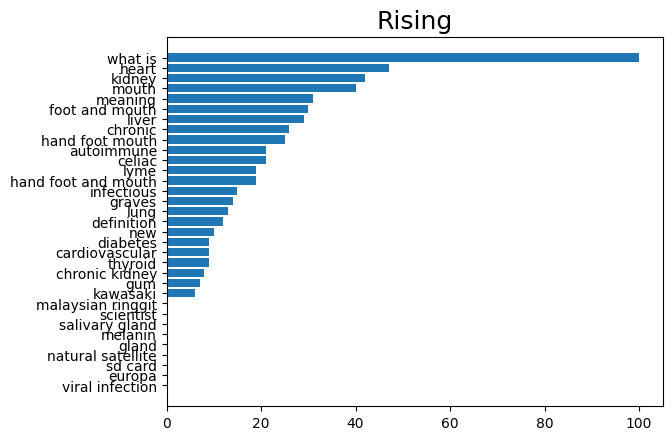 Rising
what is
heart
kidney
mouth
meaning
foot and mouth
liver
chronic
hand foot mouth
autoimmune
celiac
lyme
hand foot and mouth
infectious
graves
lung
definition
new
diabetes
cardiovascular
thyroid
chronic kidney
gum
kawasaki
malaysian ringgit
scientist
salivary gland
melanin
gland
natural satellite
sd card
europa
viral infection
0 20 40 60 80 100